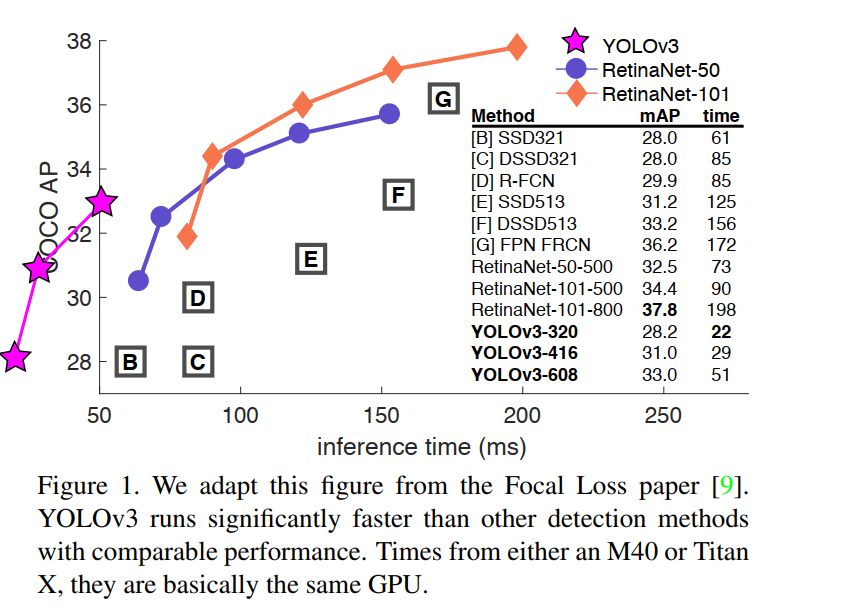 38
36
34
32
30
28
COCO AP
50 100 150 200 250
inference time (ms)
B
C
D
E
F
G
YOLOv3
RetinaNet-50
RetinaNet-101
Method mAP time
[B] SSD321 28.0 61
[C] DSSD321 28.0 85
[D] R-FCN 29.9 85
[E] SSD513 31.2 125
[F] DSSD513 33.2 156
[G] FPN FRCN 36.2 172
RetinaNet-50-500 32.5 73
RetinaNet-101-500 34.4 90
RetinaNet-101-800 37.8 198
YOLOv3-320 28.2 22
YOLOv3-416 31.0 29
YOLOv3-608 33.0 51
Figure 1. We adapt this figure from the Focal Loss paper [9].
YOLOv3 runs significantly faster than other detection methods
with comparable performance. Times from either an M40 or Titan
X, they are basically the same GPU.